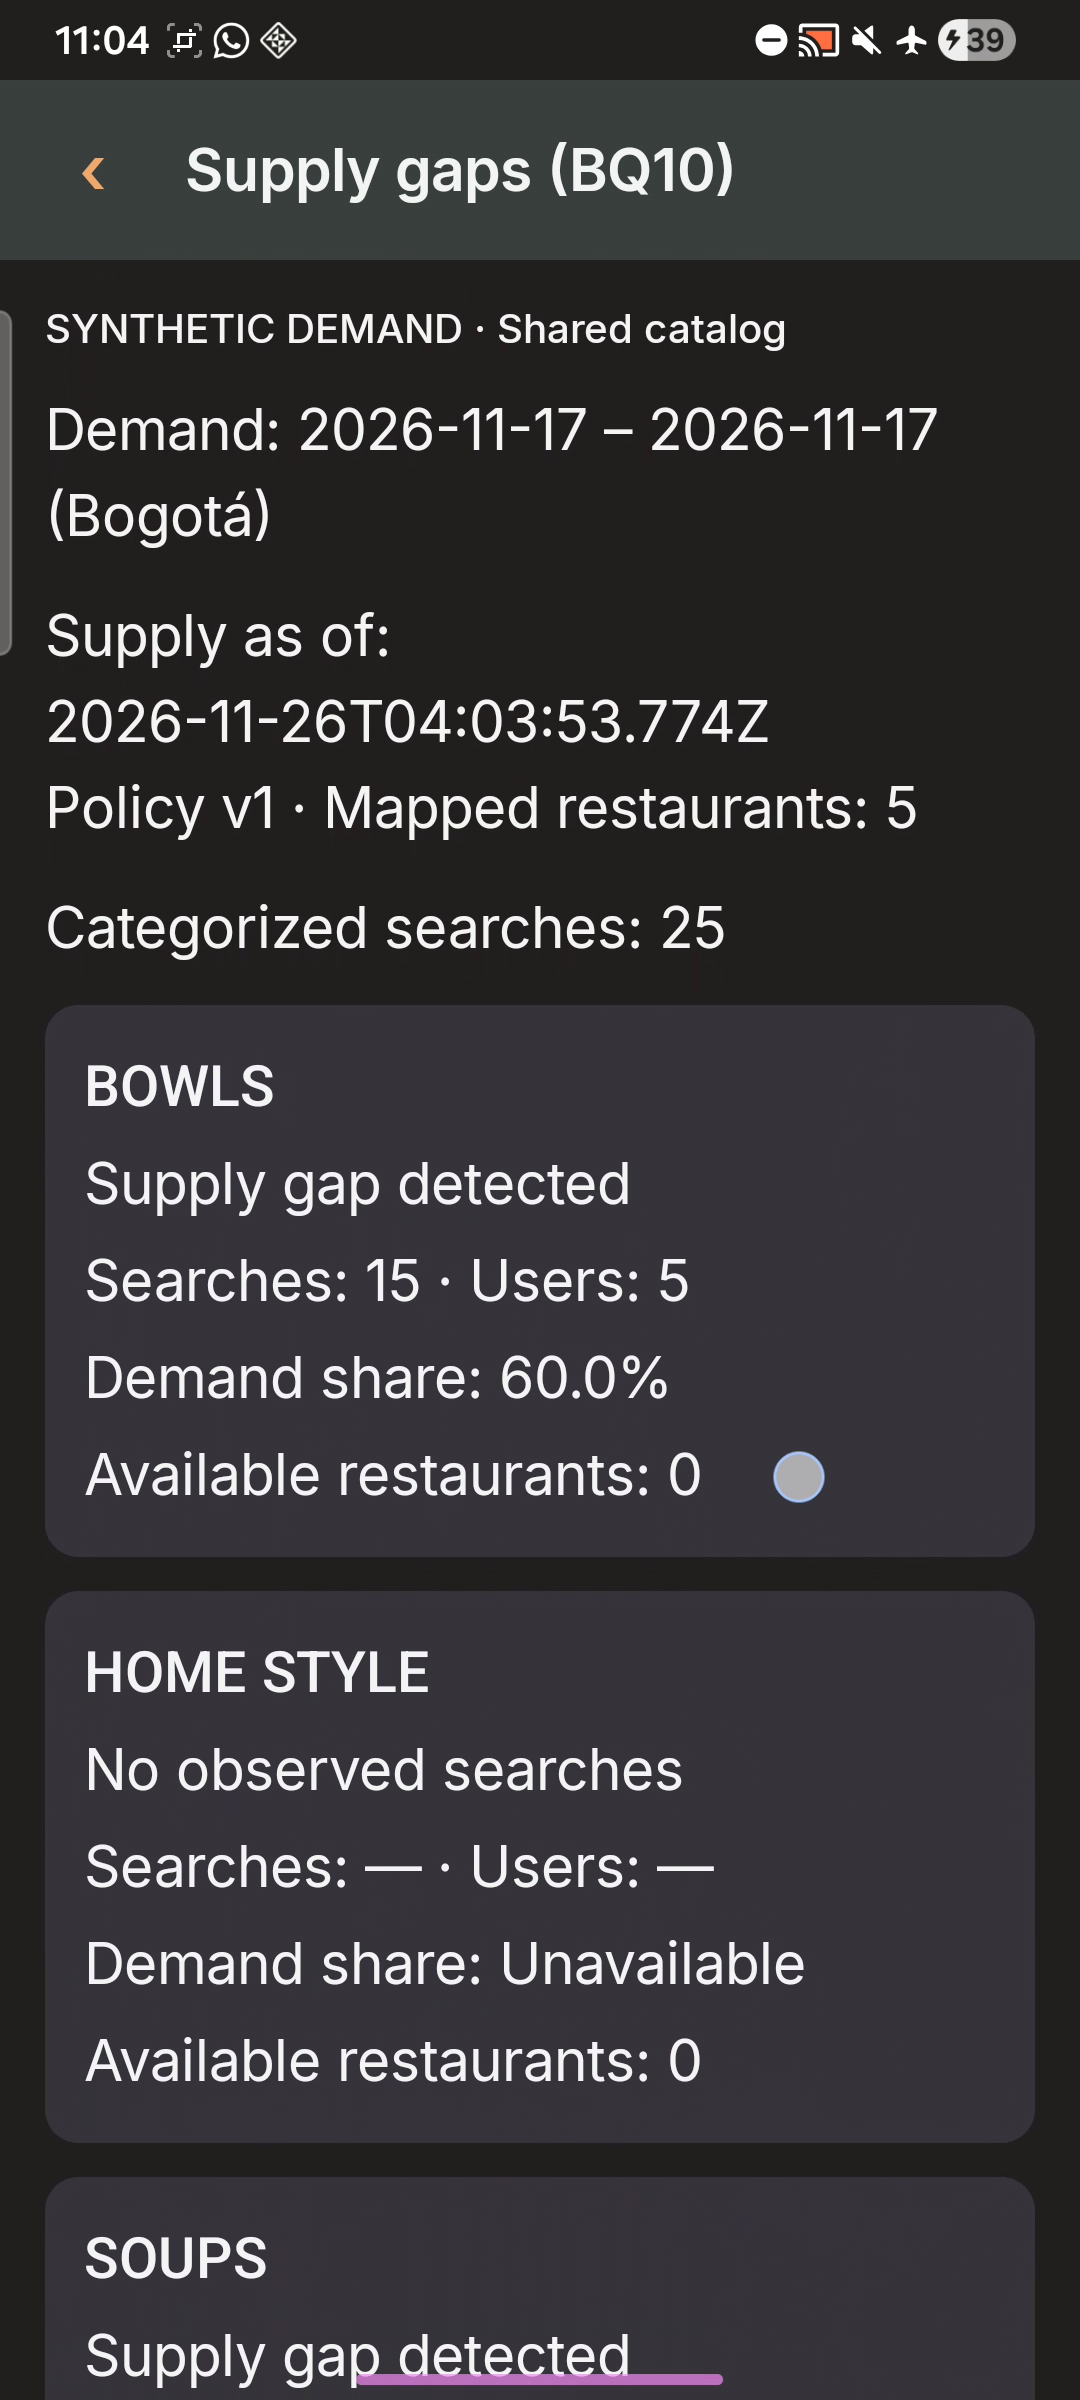 11:04
39
Supply gaps (BQ10)
SYNTHETIC DEMAND · Shared catalog
Demand: 2026-11-17 – 2026-11-17
(Bogotá)
Supply as of:
2026-11-26T04:03:53.774Z
Policy v1 · Mapped restaurants: 5
Categorized searches: 25
BOWLS
Supply gap detected
Searches: 15 · Users: 5
Demand share: 60.0%
Available restaurants: 0
HOME STYLE
No observed searches
Searches: — · Users: —
Demand share: Unavailable
Available restaurants: 0
SOUPS
Supply gap detected